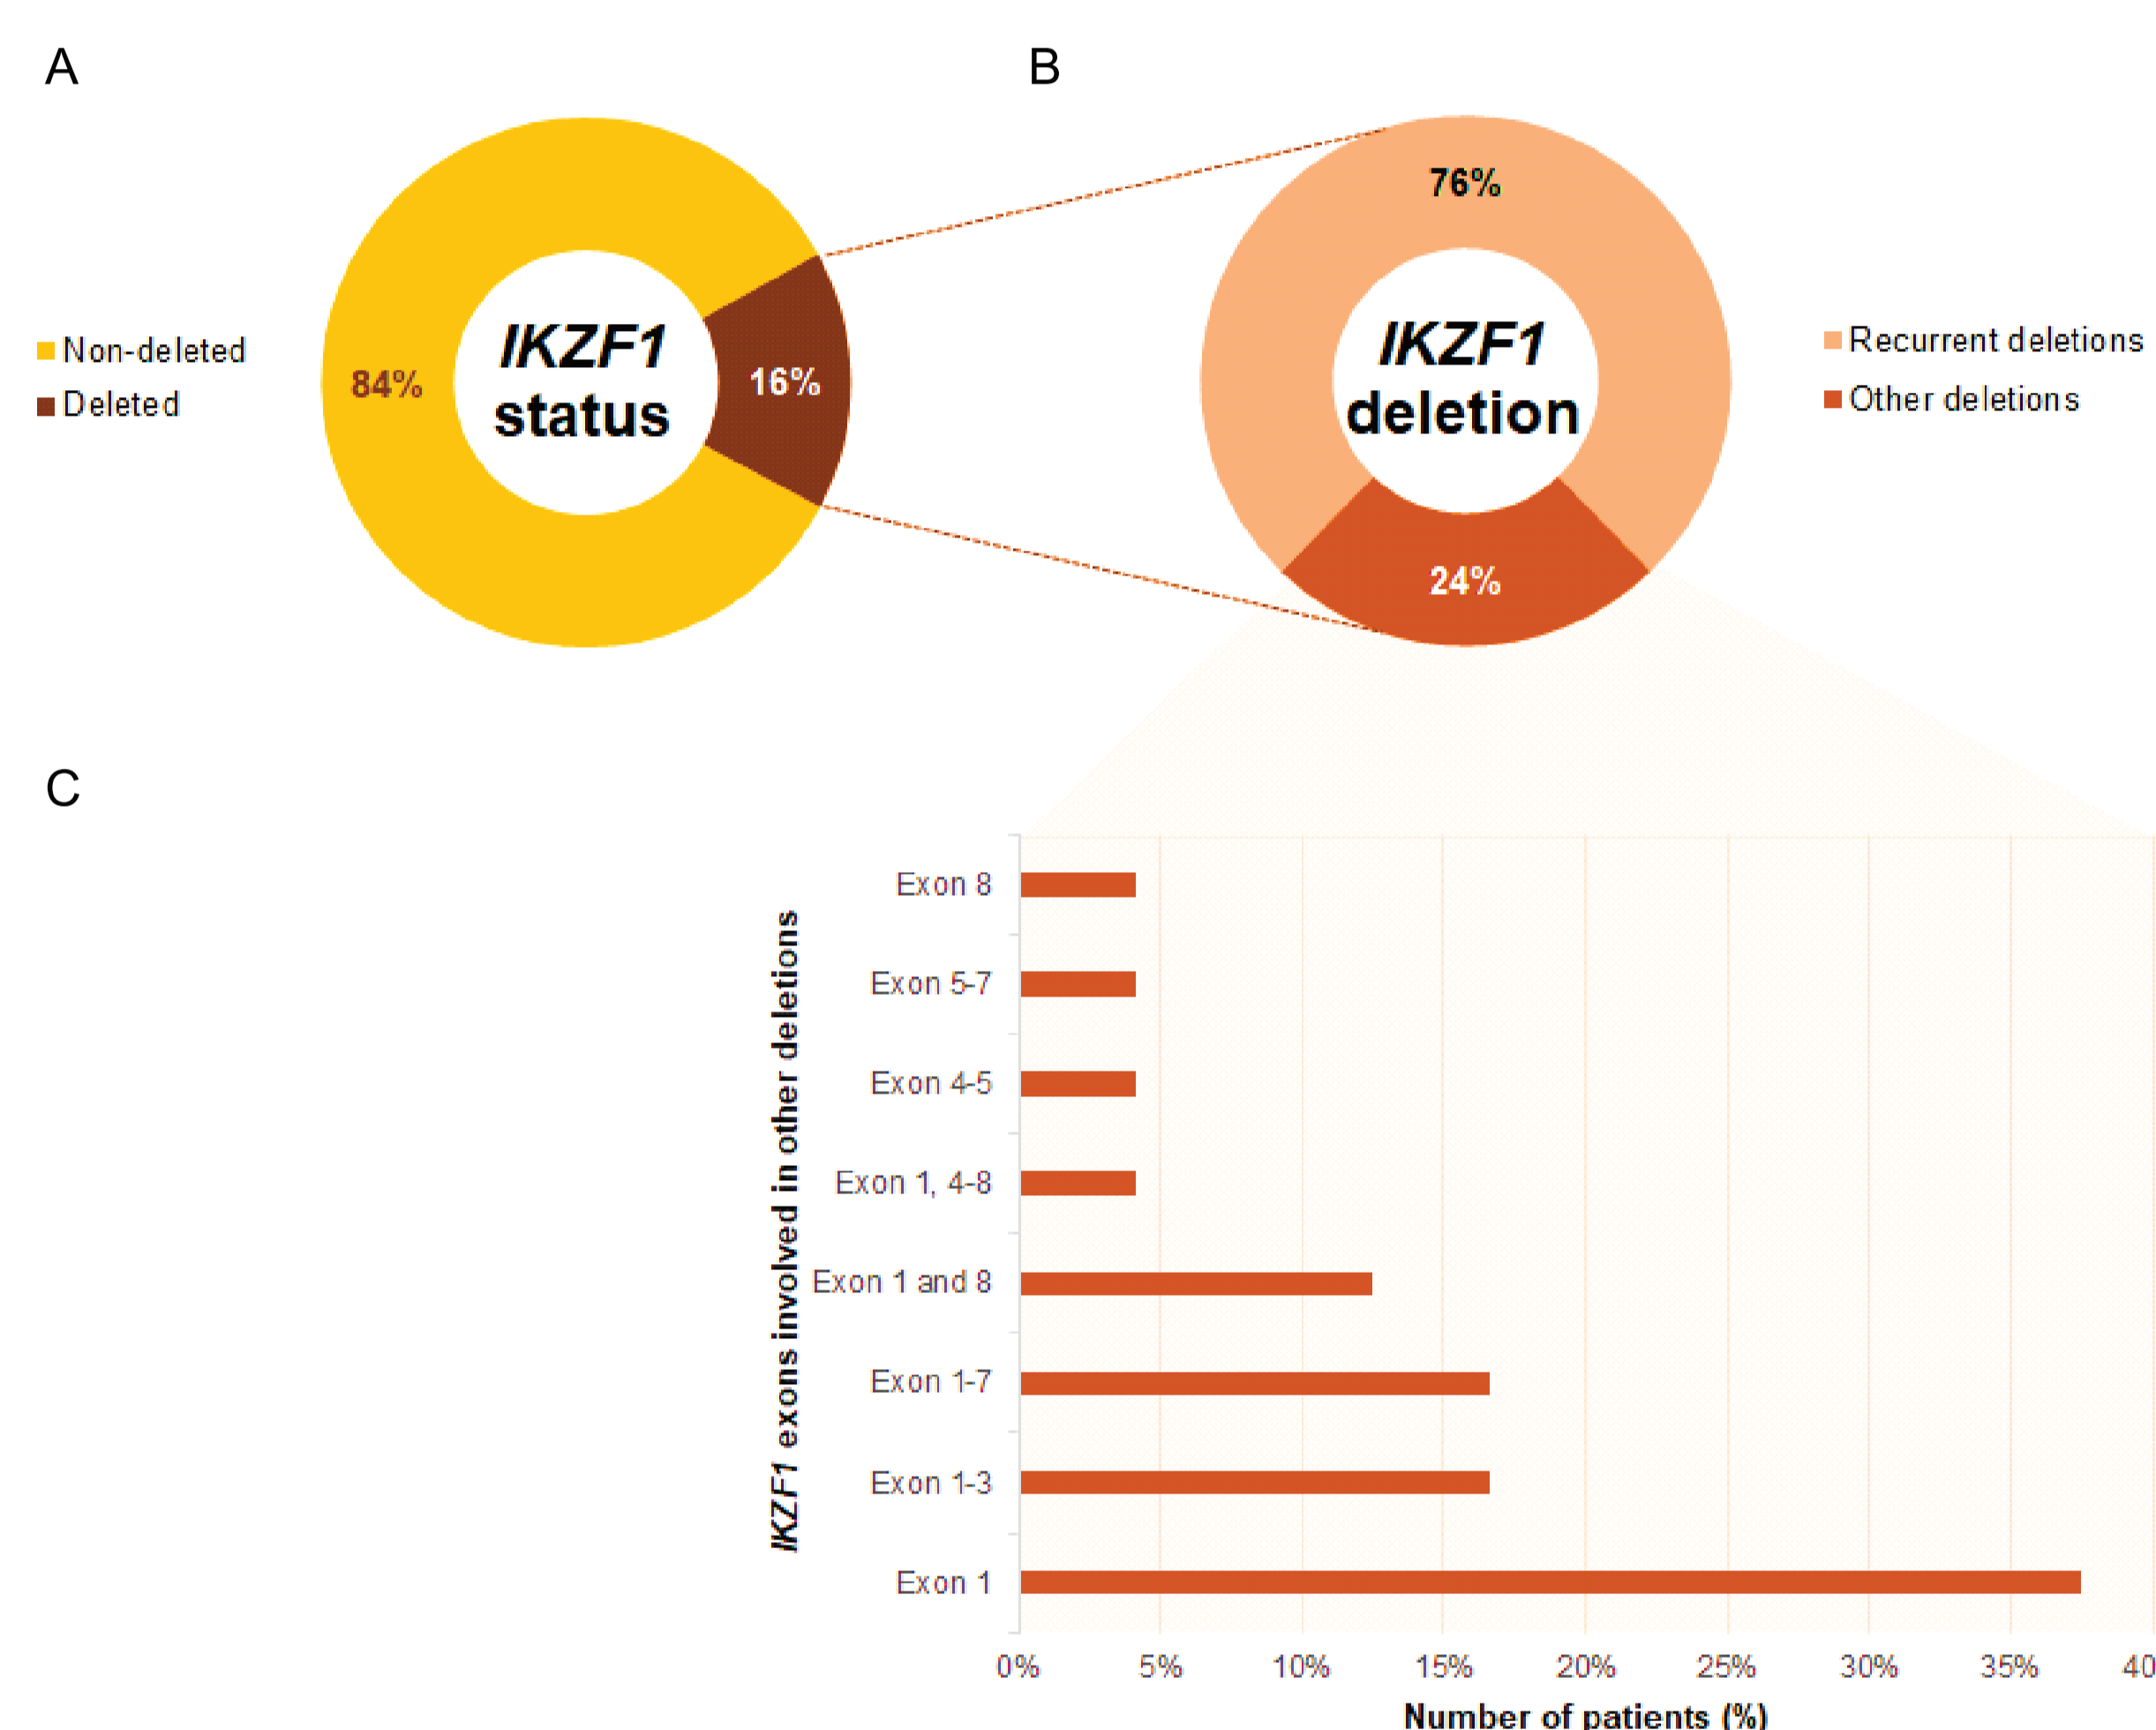 A
B
Non-deleted
Deleted
84%
IKZF1
status
16%
76%
IKZF1
deletion
24%
Recurrent deletions
Other deletions
C
IKZF1 exons involved in other deletions
Exon 8
Exon 5-7
Exon 4-5
Exon 1, 4-8
Exon 1 and 8
Exon 1-7
Exon 1-3
Exon 1
0% 5% 10% 15% 20% 25% 30% 35% 40
Number of patients (%)